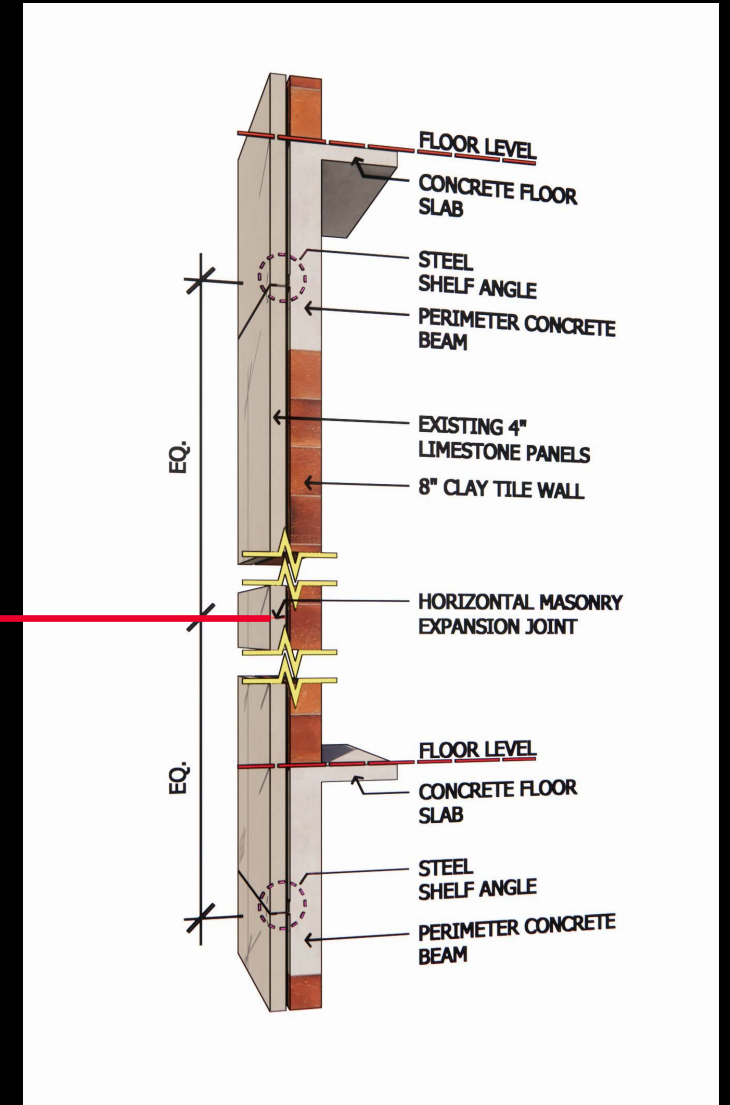 FLOOR LEVEL
CONCRETE FLOOR
SLAB
STEEL
SHELF ANGLE
PERIMETER CONCRETE
BEAM
EQ.
EXISTING 4"
LIMESTONE PANELS
8" CLAY TILE WALL
HORIZONTAL MASONRY
EXPANSION JOINT
FLOOR LEVEL
EQ.
CONCRETE FLOOR
SLAB
STEEL
SHELF ANGLE
PERIMETER CONCRETE
BEAM